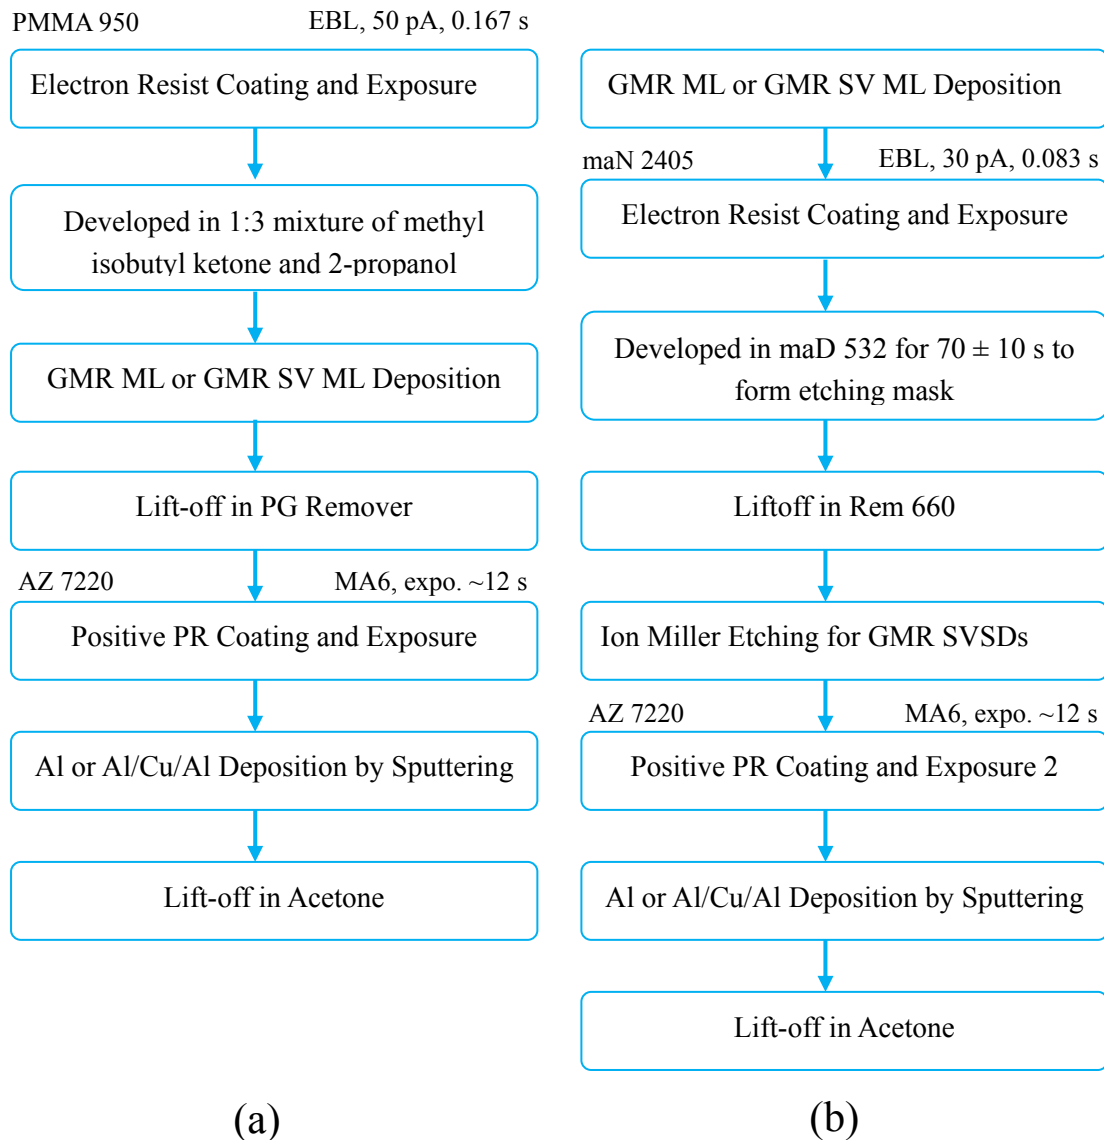 PMMA 950
EBL, 50 pA, 0.167 s
Electron Resist Coating and Exposure
Developed in 1:3 mixture of methyl
isobutyl ketone and 2-propanol
GMR ML or GMR SV ML Deposition
Lift-off in PG Remover
AZ 7220
MA6, expo. ~12 s
Positive PR Coating and Exposure
Al or Al/Cu/Al Deposition by Sputtering
Lift-off in Acetone
(a)
GMR ML or GMR SV ML Deposition
maN 2405
EBL, 30 pA, 0.083 s
Electron Resist Coating and Exposure
Developed in maD 532 for 70 ± 10 s to
form etching mask
Liftoff in Rem 660
Ion Miller Etching for GMR SVSDs
AZ 7220
MA6, expo. ~12 s
Positive PR Coating and Exposure 2
Al or Al/Cu/Al Deposition by Sputtering
Lift-off in Acetone
(b)